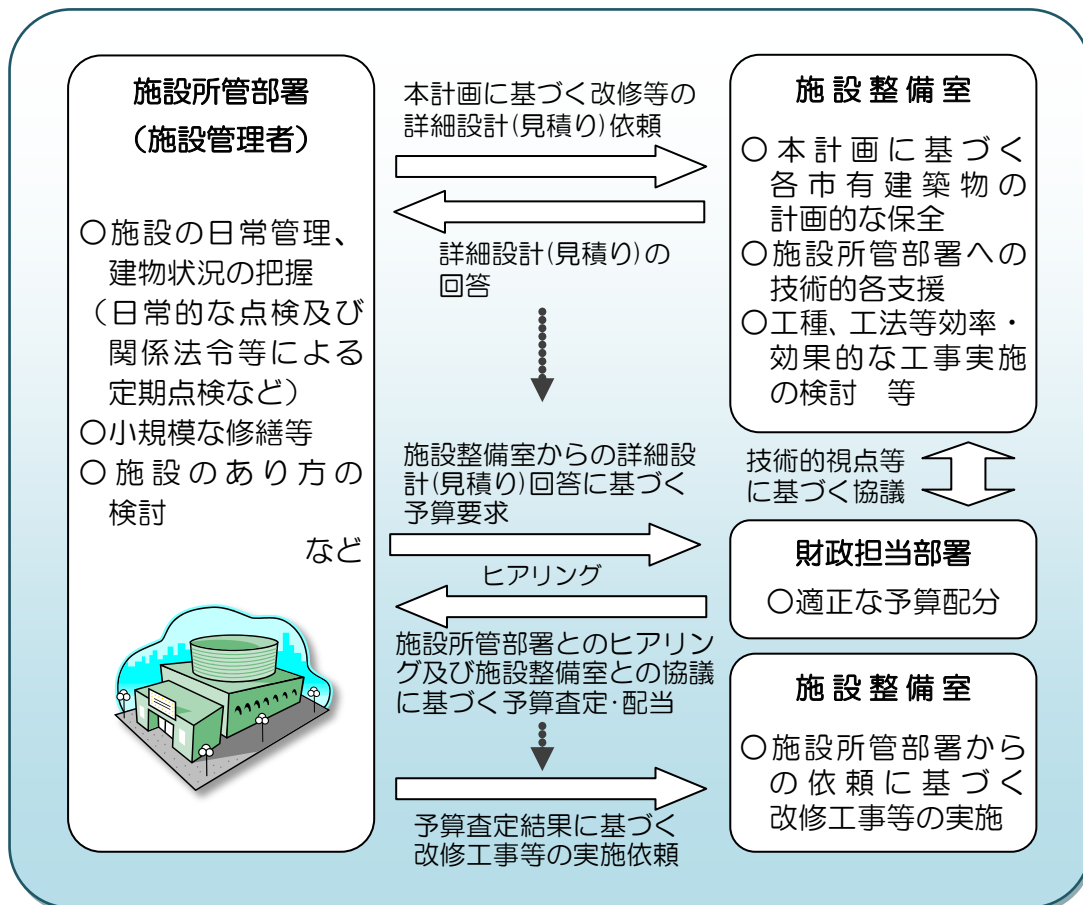 施設所管部署
（施設管理者）
〇施設の日常管理、
建物状況の把握
（日常的な点検及び
関係法令等による
定期点検など）
〇小規模な修繕等
〇施設のあり方の
検討
など
本計画に基づく改修等の
詳細設計(見積り)依頼
詳細設計(見積り)の
回答
施設整備室
〇本計画に基づく
各市有建築物の
計画的な保全
〇施設所管部署への
技術的各支援
〇工種、工法等効率・
効果的な工事実施
の検討　等
技術的視点等
に基づく協議
施設整備室からの詳細設
計(見積り)回答に基づく
予算要求
ヒアリング
施設所管部署とのヒアリン
グ及び施設整備室との協議
に基づく予算査定･配当
財政担当部署
〇適正な予算配分
予算査定結果に基づく
改修工事等の実施依頼
施設整備室
〇施設所管部署から
の依頼に基づく
改修工事等の実施